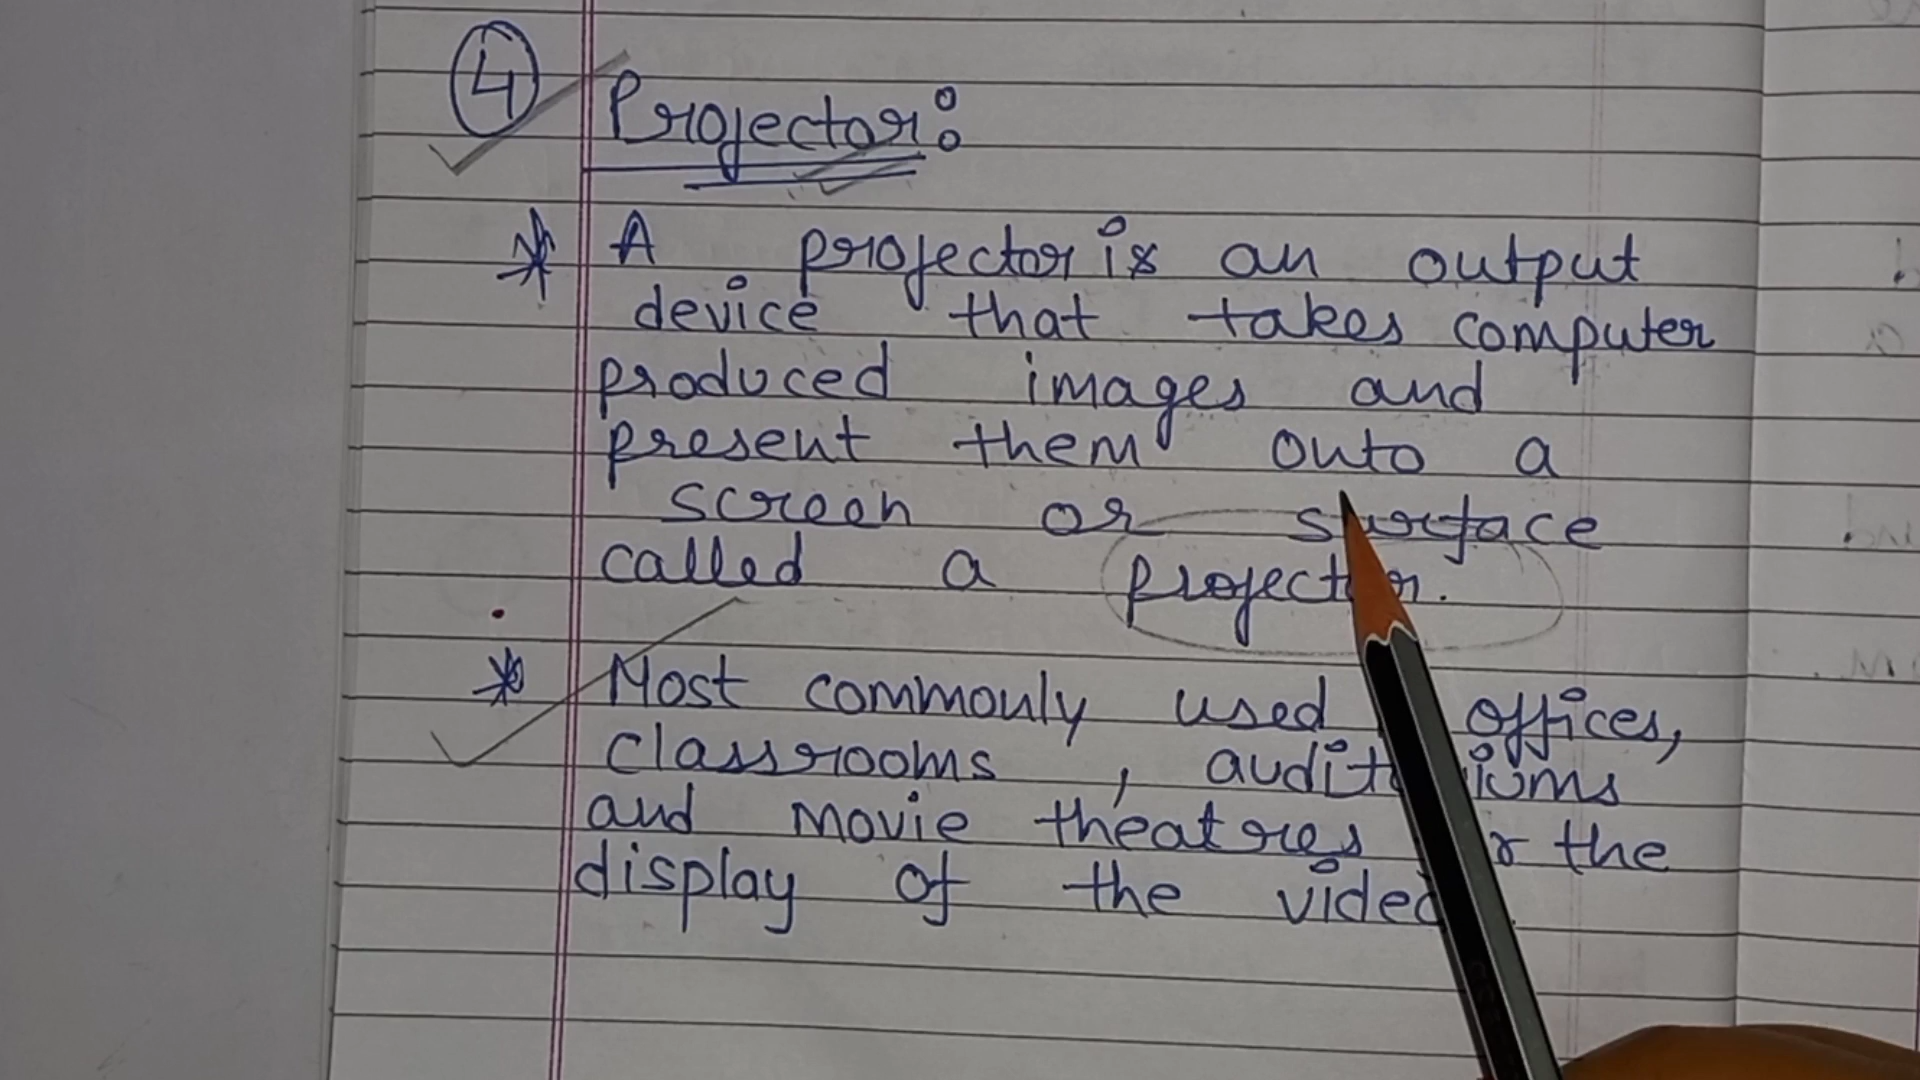 4 Projector:
* A projector is an output
device that takes computer
produced images and
present them onto a
screen or surface
called a projector.
* Most commonly used offices,
classrooms, auditoriums
and movie theatres the
display of the video